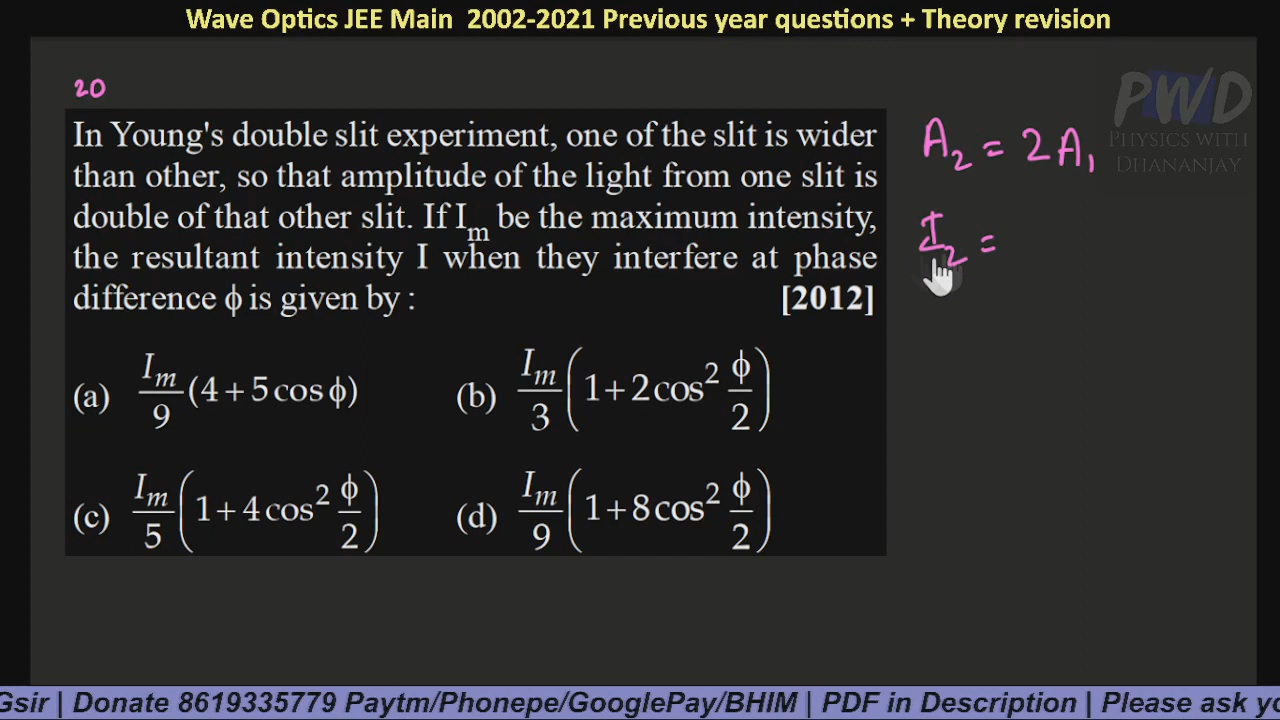 Wave Optics JEE Main 2002-2021 Previous year questions + Theory revision
20
In Young's double slit experiment, one of the slit is wider
than other, so that amplitude of the light from one slit is
double of that other slit. If Iₘ be the maximum intensity,
the resultant intensity I when they interfere at phase
difference ϕ is given by : [2012]
(a) Iₘ/9 (4 + 5 cos ϕ)
(b) Iₘ/3 (1 + 2 cos² ϕ/2)
(c) Iₘ/5 (1 + 4 cos² ϕ/2)
(d) Iₘ/9 (1 + 8 cos² ϕ/2)
A₂ = 2A₁
I₂ =
PWD
PHYSICS WITH
DHANANJAY
Gsir | Donate 8619335779 Paytm/Phonepe/GooglePay/BHIM | PDF in Description | Please ask yo